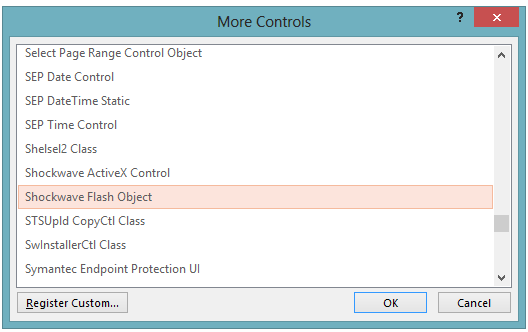 More Controls
?
Select Page Range Control Object
SEP Date Control
SEP DateTime Static
SEP Time Control
Shelsel2 Class
Shockwave ActiveX Control
Shockwave Flash Object
STSUpld CopyCtl Class
SwInstallerCtl Class
Symantec Endpoint Protection UI
Register Custom... OK Cancel